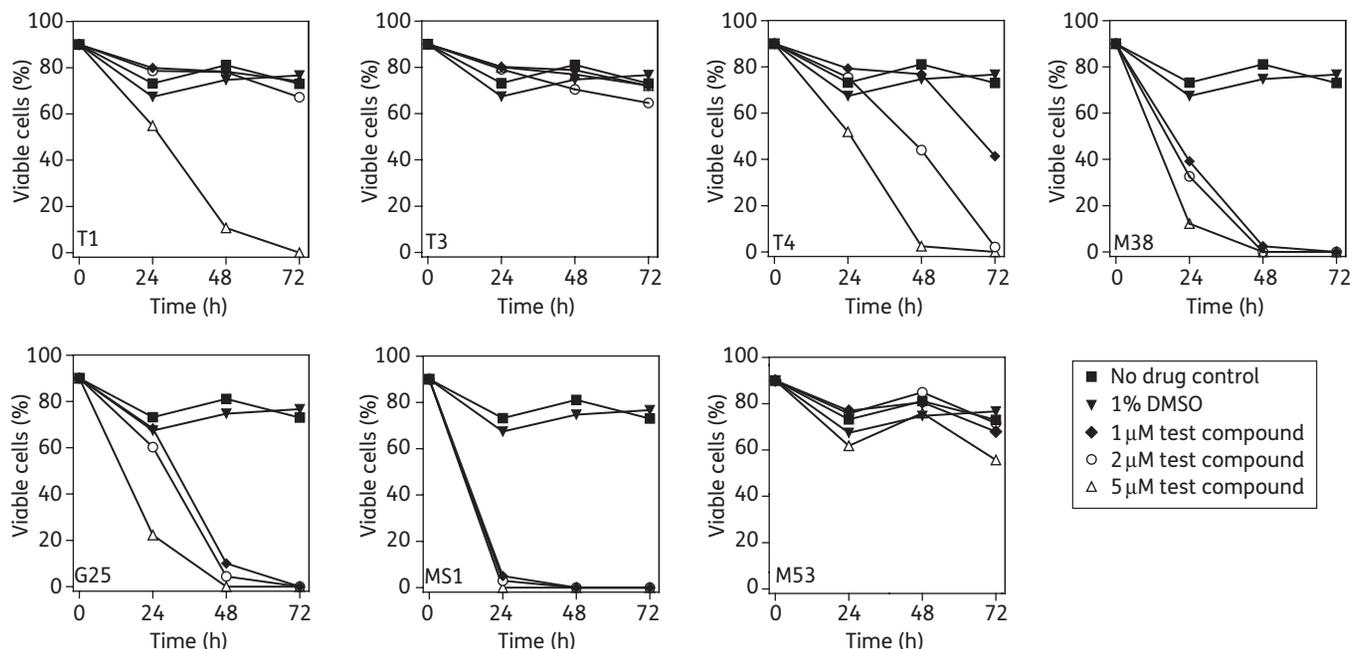 100
80
60
40
20
0
Viable cells (%)
T1
0 24 48 72
Time (h)
100
80
60
40
20
0
Viable cells (%)
T3
0 24 48 72
Time (h)
100
80
60
40
20
0
Viable cells (%)
T4
0 24 48 72
Time (h)
100
80
60
40
20
0
Viable cells (%)
M38
0 24 48 72
Time (h)
100
80
60
40
20
0
Viable cells (%)
G25
0 24 48 72
Time (h)
100
80
60
40
20
0
Viable cells (%)
MS1
0 24 48 72
Time (h)
100
80
60
40
20
0
Viable cells (%)
M53
0 24 48 72
Time (h)
No drug control
1% DMSO
1 µM test compound
2 µM test compound
5 µM test compound